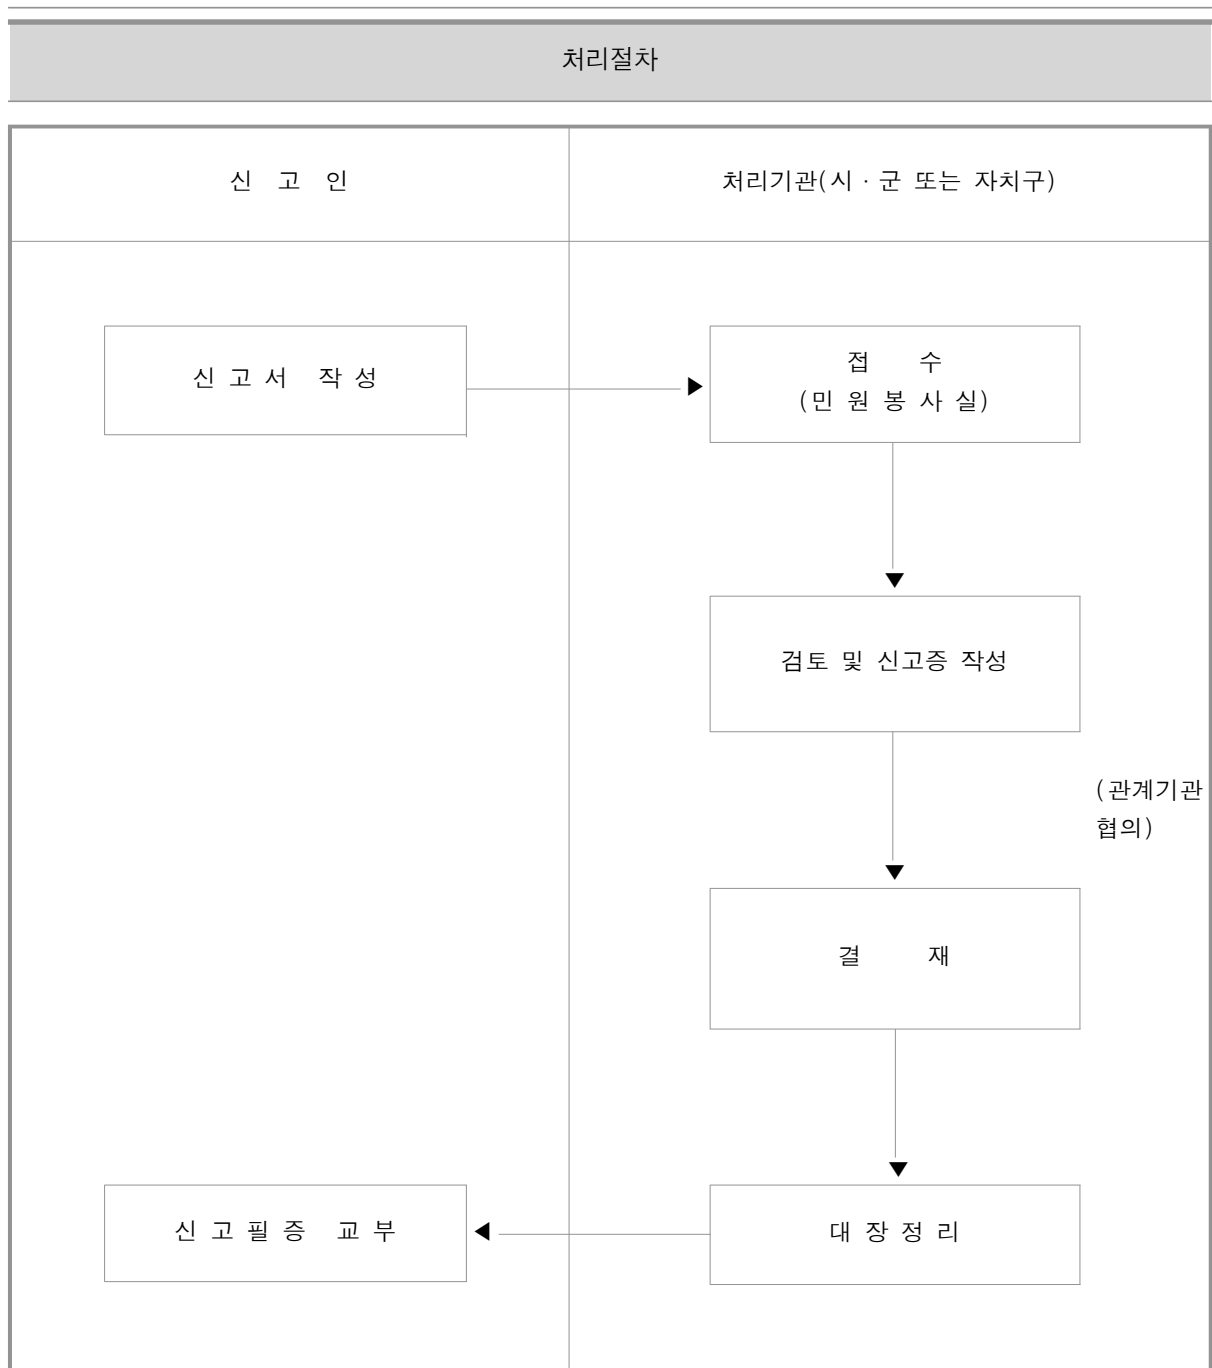 처리절차
신 고 인
처리기관(시 · 군 또는 자치구)
신 고 서 작 성
접 수
(민 원 봉 사 실)
검토 및 신고증 작성
(관계기관
협의)
결 재
신 고 필 증 교 부
대 장 정 리